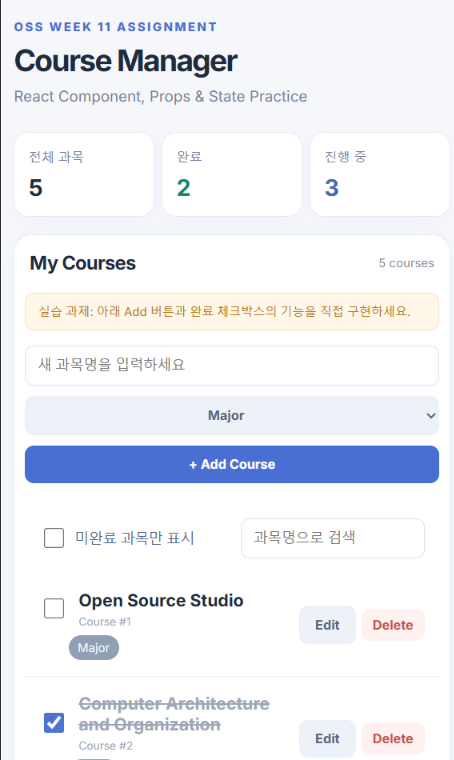 OSS WEEK 11 ASSIGNMENT
Course Manager
React Component, Props & State Practice
전체 과목
완료
진행 중
5
2
3
My Courses
5 courses
실습 과제: 아래 Add 버튼과 완료 체크박스의 기능을 직접 구현하세요.
새 과목명을 입력하세요
Major
+ Add Course
미완료 과목만 표시
과목명으로 검색
Open Source Studio
Course #1
Major
Edit
Delete
Computer Architecture
and Organization
Course #2
Edit
Delete